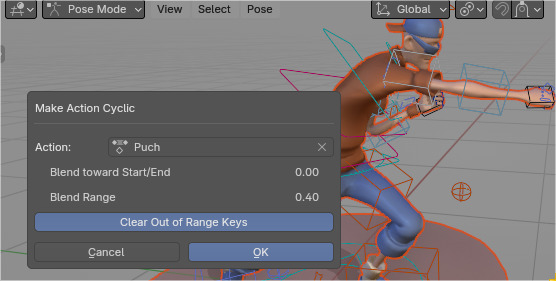 Pose Mode View Select Pose Global
Make Action Cyclic
Action: Puch
Blend toward Start/End 0.00
Blend Range 0.40
Clear Out of Range Keys
Cancel OK